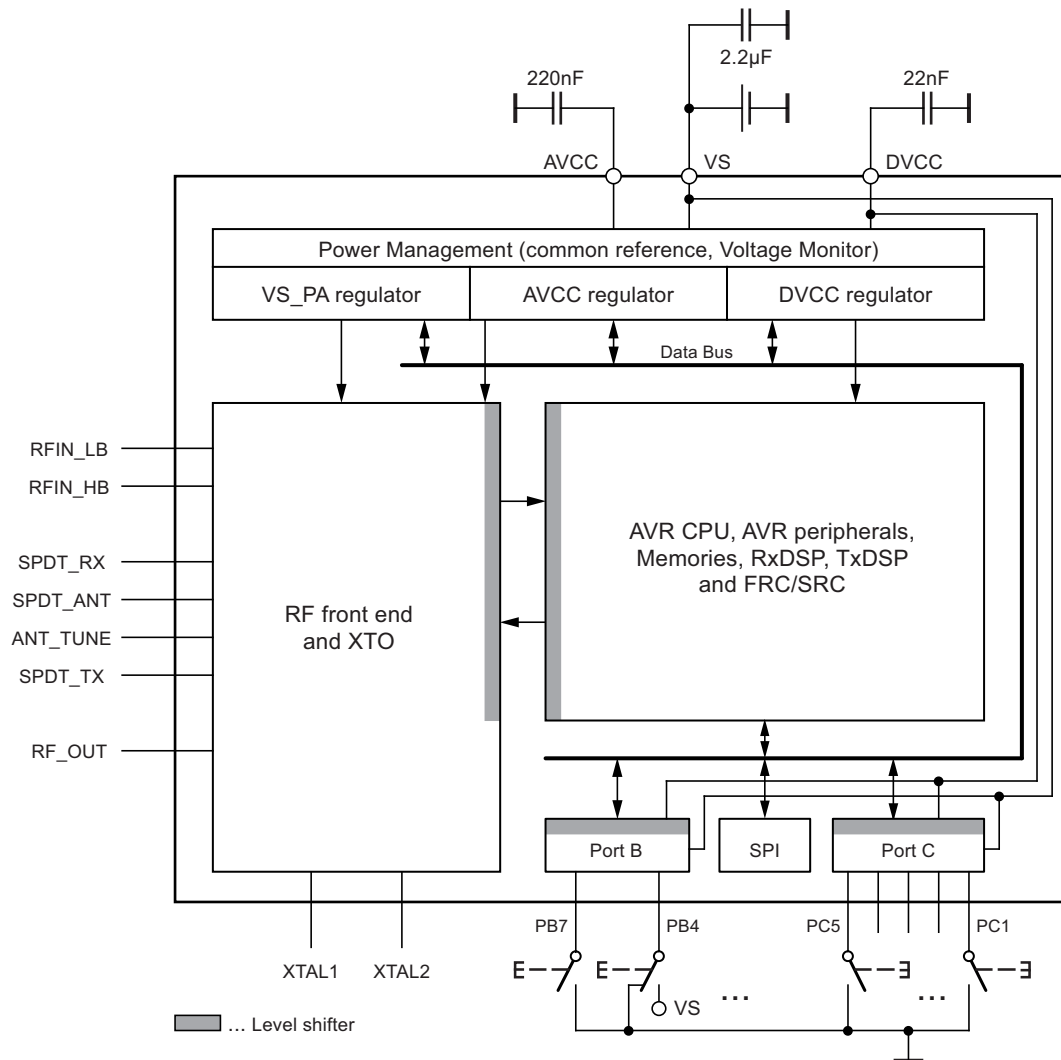 2.2µF
220nF
22nF
AVCC
VS
DVCC
Power Management (common reference, Voltage Monitor)
VS_PA regulator
AVCC regulator
DVCC regulator
Data Bus
RFIN_LB
RFIN_HB
SPDT_RX
SPDT_ANT
ANT_TUNE
SPDT_TX
RF_OUT
RF front end
and XTO
AVR CPU, AVR peripherals,
Memories, RxDSP, TxDSP
and FRC/SRC
Port B
SPI
Port C
PB7
PB4
PC5
PC1
XTAL1
XTAL2
VS
...
...
... Level shifter